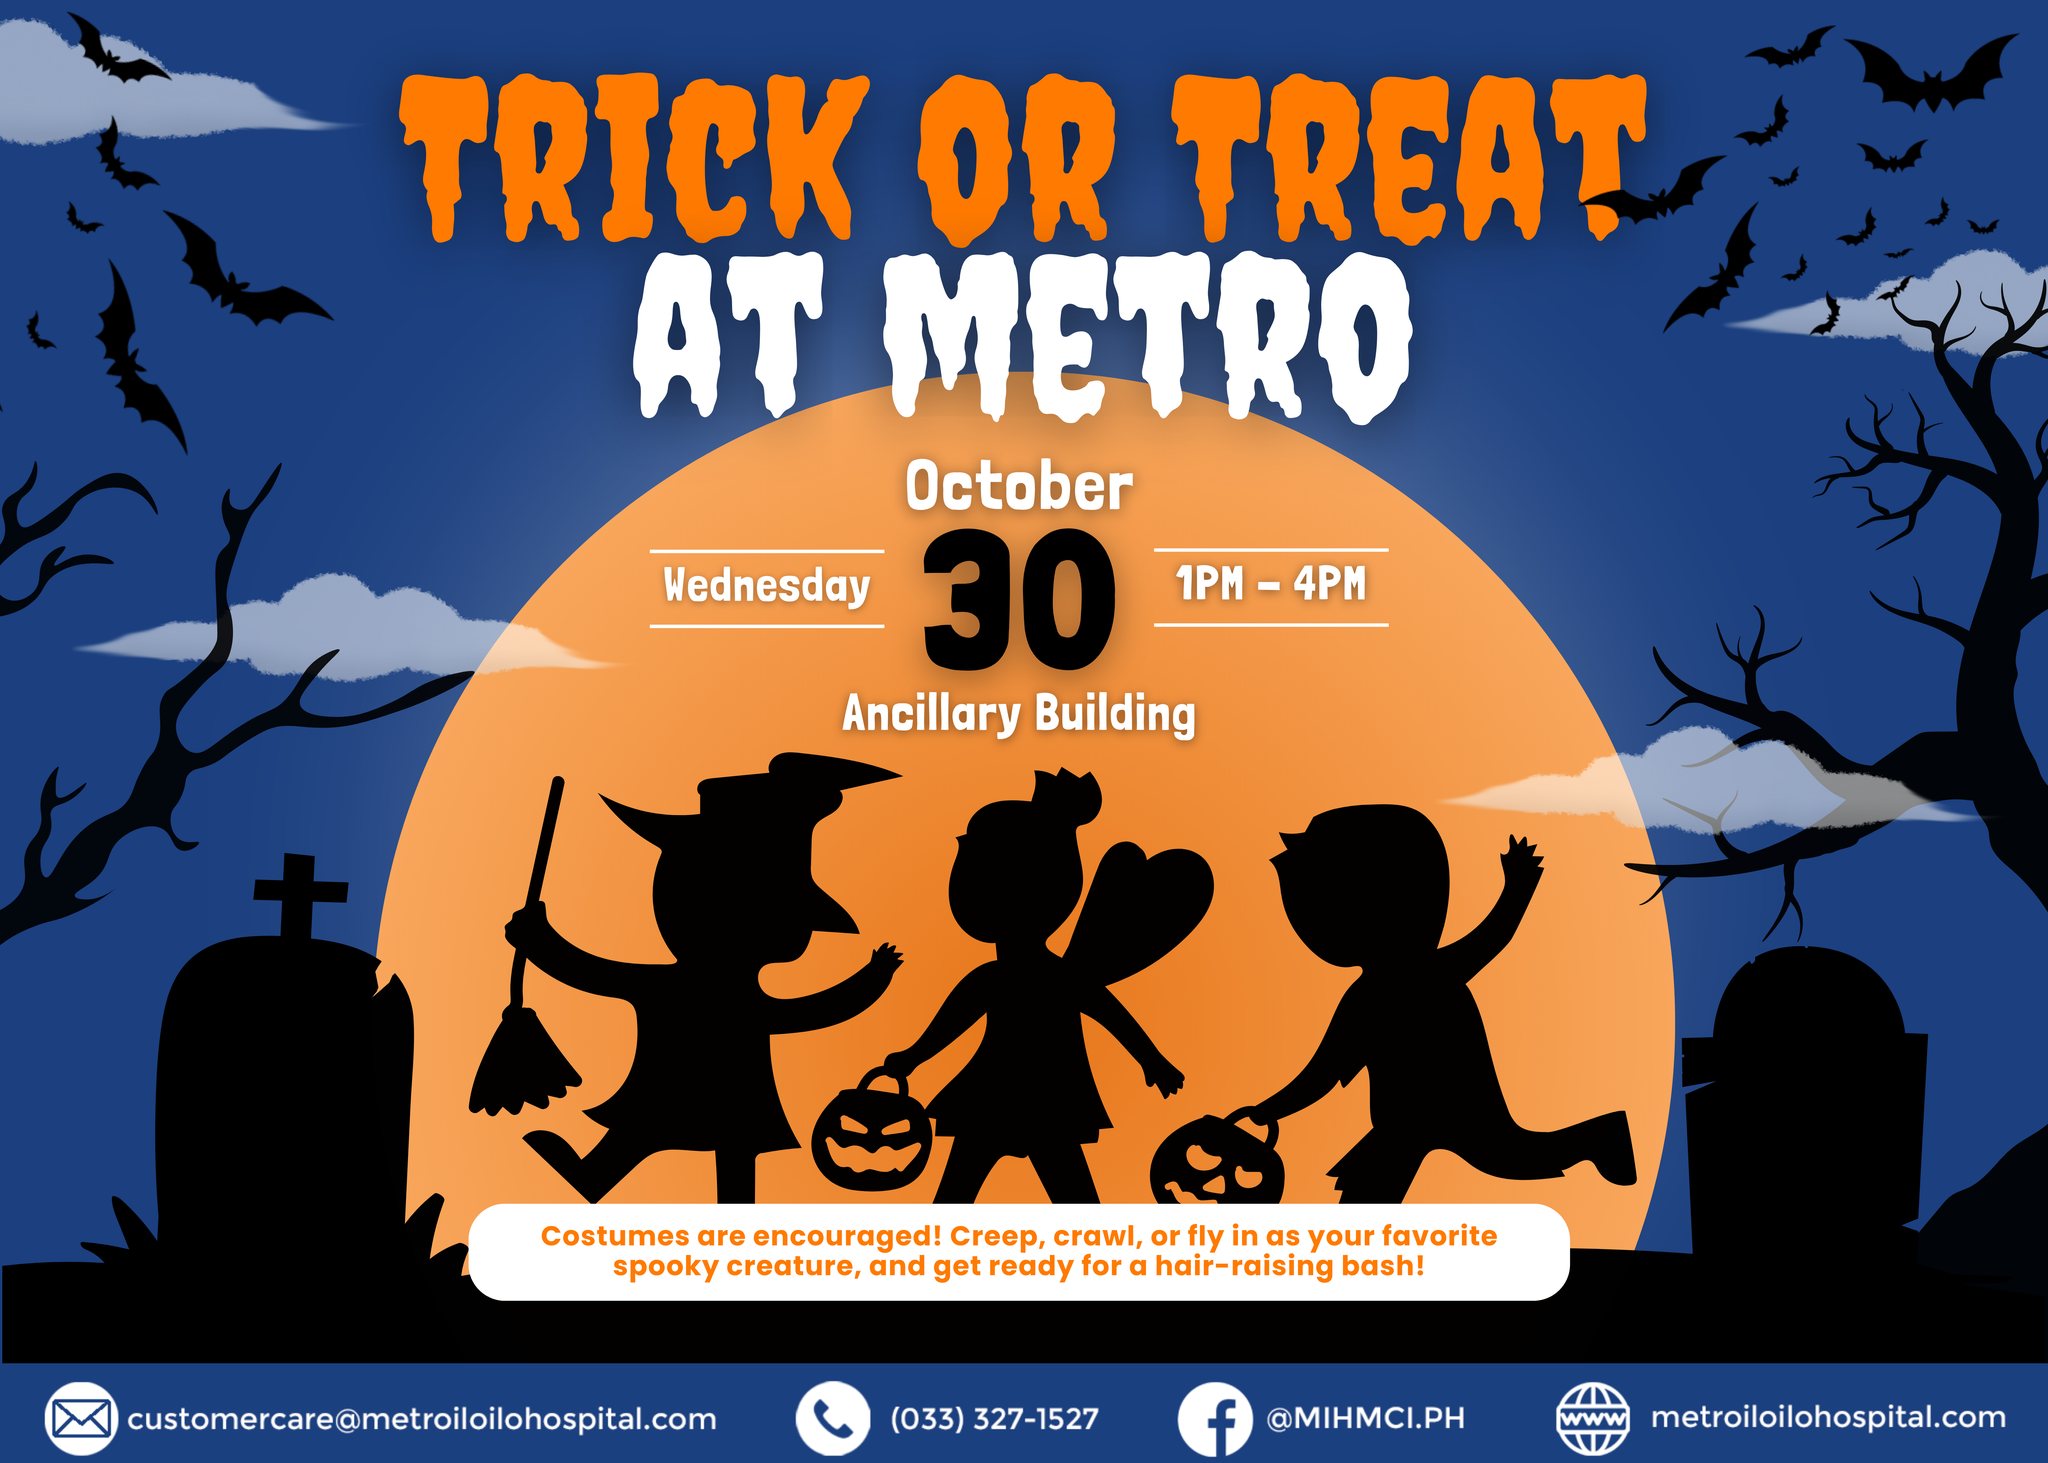 TRICK OR TREAT
AT METRO
October
Wednesday
30
1PM – 4PM
Ancillary Building
Costumes are encouraged! Creep, crawl, or fly in as your favorite
spooky creature, and get ready for a hair-raising bash!
customercare@metroiloilohospital.com
(033) 327-1527
@MIHMCI.PH
www
metroiloilohospital.com